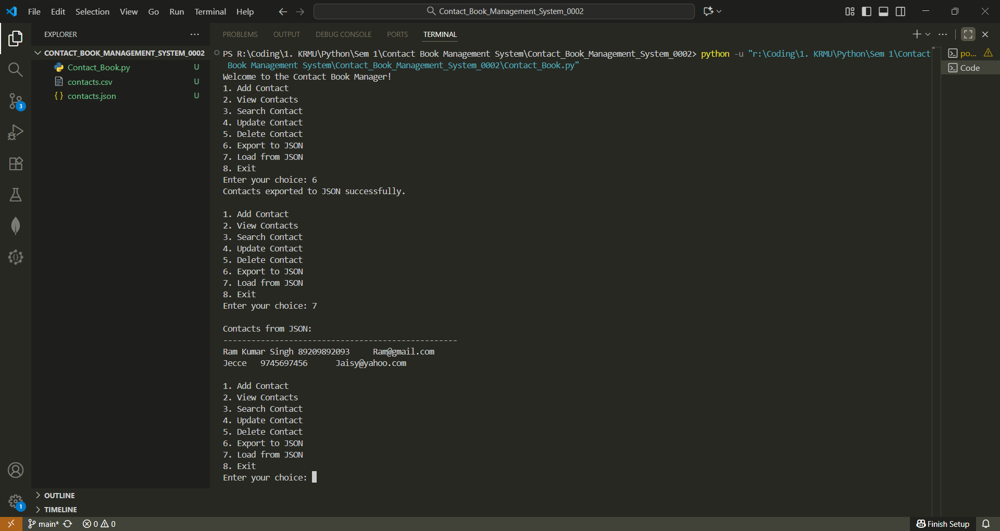 File Edit Selection View Go Run Terminal Help
Contact_Book_Management_System_0002
EXPLORER
CONTACT_BOOK_MANAGEMENT_SYSTEM_0002
Contact_Book.py U
contacts.csv U
contacts.json U
3
OUTLINE
TIMELINE
1
PROBLEMS OUTPUT DEBUG CONSOLE PORTS TERMINAL
PS R:\Coding\1. KRMU\Python\Sem 1\Contact Book Management System\Contact_Book_Management_System_0002> python -u "r:\Coding\1. KRMU\Python\Sem 1\Contact
Book Management System\Contact_Book_Management_System_0002\Contact_Book.py"
Welcome to the Contact Book Manager!
1. Add Contact
2. View Contacts
3. Search Contact
4. Update Contact
5. Delete Contact
6. Export to JSON
7. Load from JSON
8. Exit
Enter your choice: 6
Contacts exported to JSON successfully.
1. Add Contact
2. View Contacts
3. Search Contact
4. Update Contact
5. Delete Contact
6. Export to JSON
7. Load from JSON
8. Exit
Enter your choice: 7
Contacts from JSON:
--------------------------------------------------
Ram Kumar Singh 89209892093 Ram@gmail.com
Jecce 9745697456 Jaisy@yahoo.com
1. Add Contact
2. View Contacts
3. Search Contact
4. Update Contact
5. Delete Contact
6. Export to JSON
7. Load from JSON
8. Exit
Enter your choice:
po...
Code
main* 0 0
Finish Setup